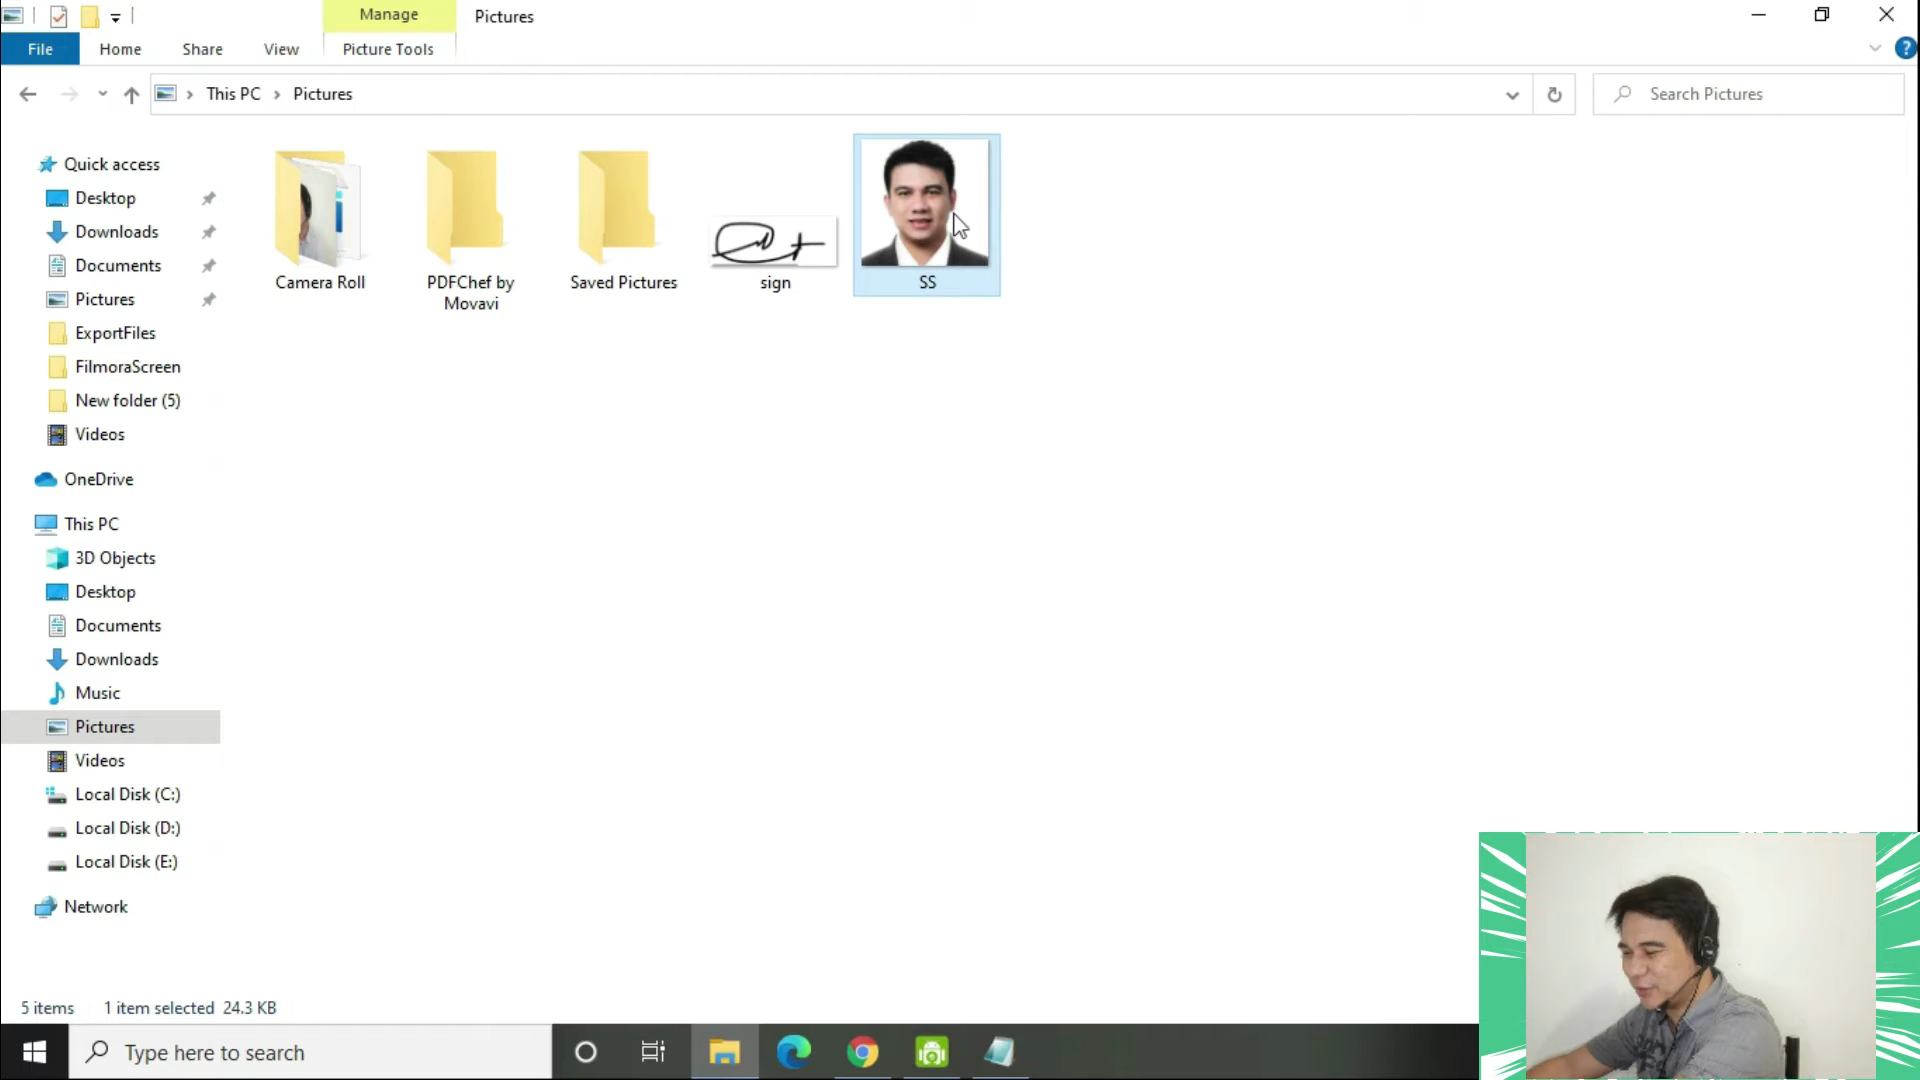 Manage
Pictures
File
Home
Share
View
Picture Tools
This PC
Pictures
Search Pictures
Quick access
Desktop
Downloads
Documents
Pictures
ExportFiles
FilmoraScreen
New folder (5)
Videos
OneDrive
This PC
3D Objects
Desktop
Documents
Downloads
Music
Pictures
Videos
Local Disk (C:)
Local Disk (D:)
Local Disk (E:)
Network
Camera Roll
PDFChef by
Movavi
Saved Pictures
sign
SS
5 items
1 item selected 24.3 KB
Type here to search